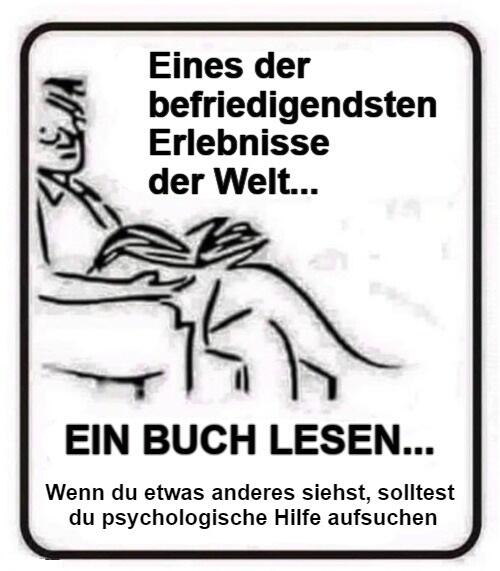 Eines der
befriedigendsten
Erlebnisse
der Welt...
EIN BUCH LESEN...
Wenn du etwas anderes siehst, solltest
du psychologische Hilfe aufsuchen